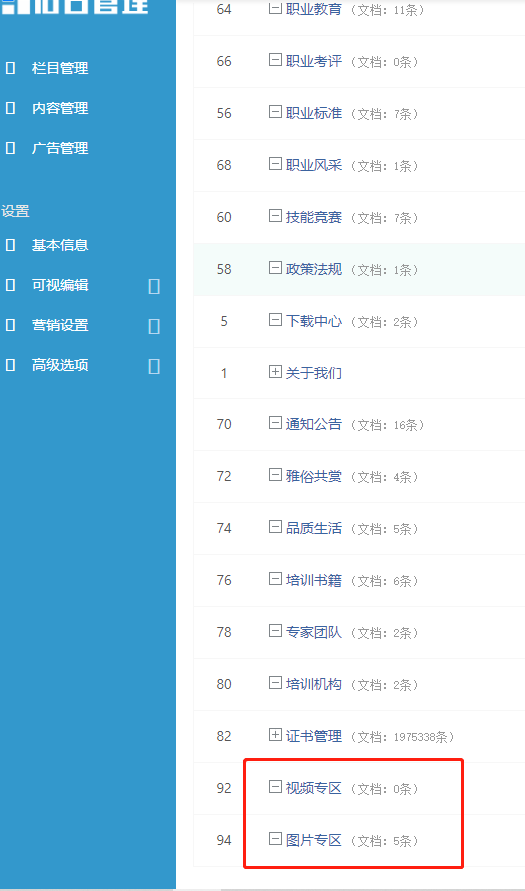 栏目管理
内容管理
广告管理
设置
基本信息
可视编辑
营销设置
高级选项
64 职业教育 (文档：11条)
66 职业考评 (文档：0条)
56 职业标准 (文档：7条)
68 职业风采 (文档：1条)
60 技能竞赛 (文档：7条)
58 政策法规 (文档：1条)
5 下载中心 (文档：2条)
1 关于我们
70 通知公告 (文档：16条)
72 雅俗共赏 (文档：4条)
74 品质生活 (文档：5条)
76 培训书籍 (文档：6条)
78 专家团队 (文档：2条)
80 培训机构 (文档：2条)
82 证书管理 (文档：1975338条)
92 视频专区 (文档：0条)
94 图片专区 (文档：5条)